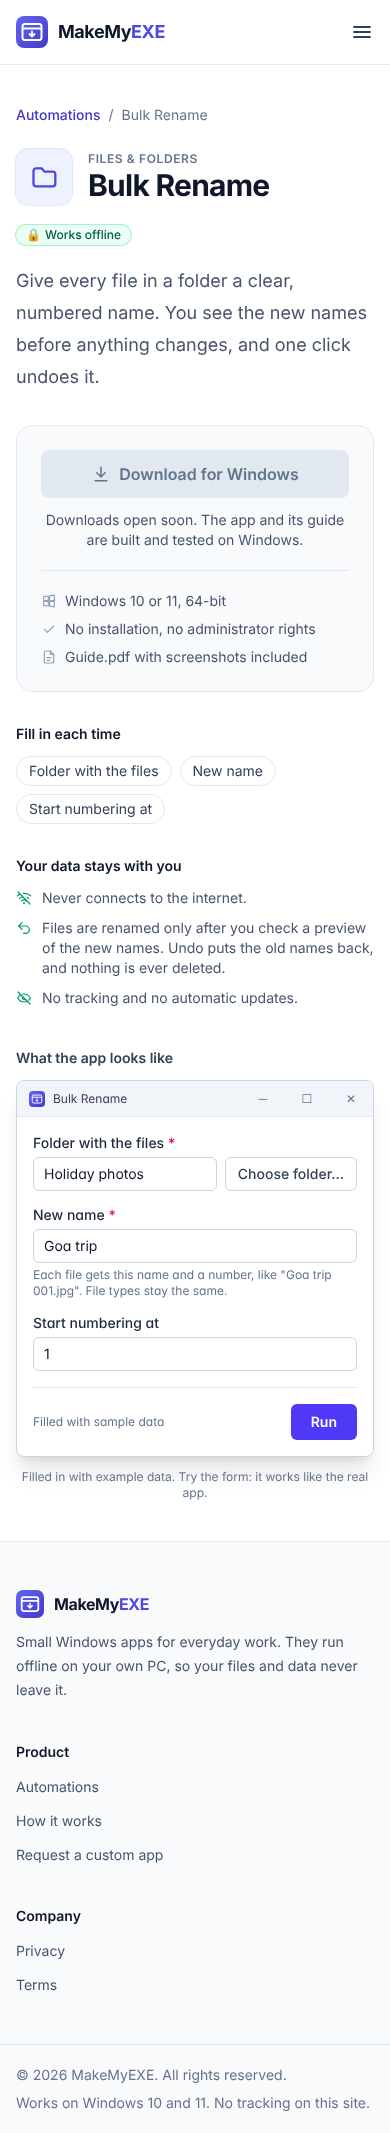 MakeMyEXE
Automations / Bulk Rename
FILES & FOLDERS
Bulk Rename
Works offline
Give every file in a folder a clear,
numbered name. You see the new names
before anything changes, and one click
undoes it.
Download for Windows
Downloads open soon. The app and its guide
are built and tested on Windows.
Windows 10 or 11, 64-bit
No installation, no administrator rights
Guide.pdf with screenshots included
Fill in each time
Folder with the files
New name
Start numbering at
Your data stays with you
Never connects to the internet.
Files are renamed only after you check a preview
of the new names. Undo puts the old names back,
and nothing is ever deleted.
No tracking and no automatic updates.
What the app looks like
Bulk Rename
Folder with the files *
Holiday photos
Choose folder...
New name *
Goa trip
Each file gets this name and a number, like "Goa trip
001.jpg". File types stay the same.
Start numbering at
1
Filled with sample data
Run
Filled in with example data. Try the form: it works like the real
app.
MakeMyEXE
Small Windows apps for everyday work. They run
offline on your own PC, so your files and data never
leave it.
Product
Automations
How it works
Request a custom app
Company
Privacy
Terms
© 2026 MakeMyEXE. All rights reserved.
Works on Windows 10 and 11. No tracking on this site.